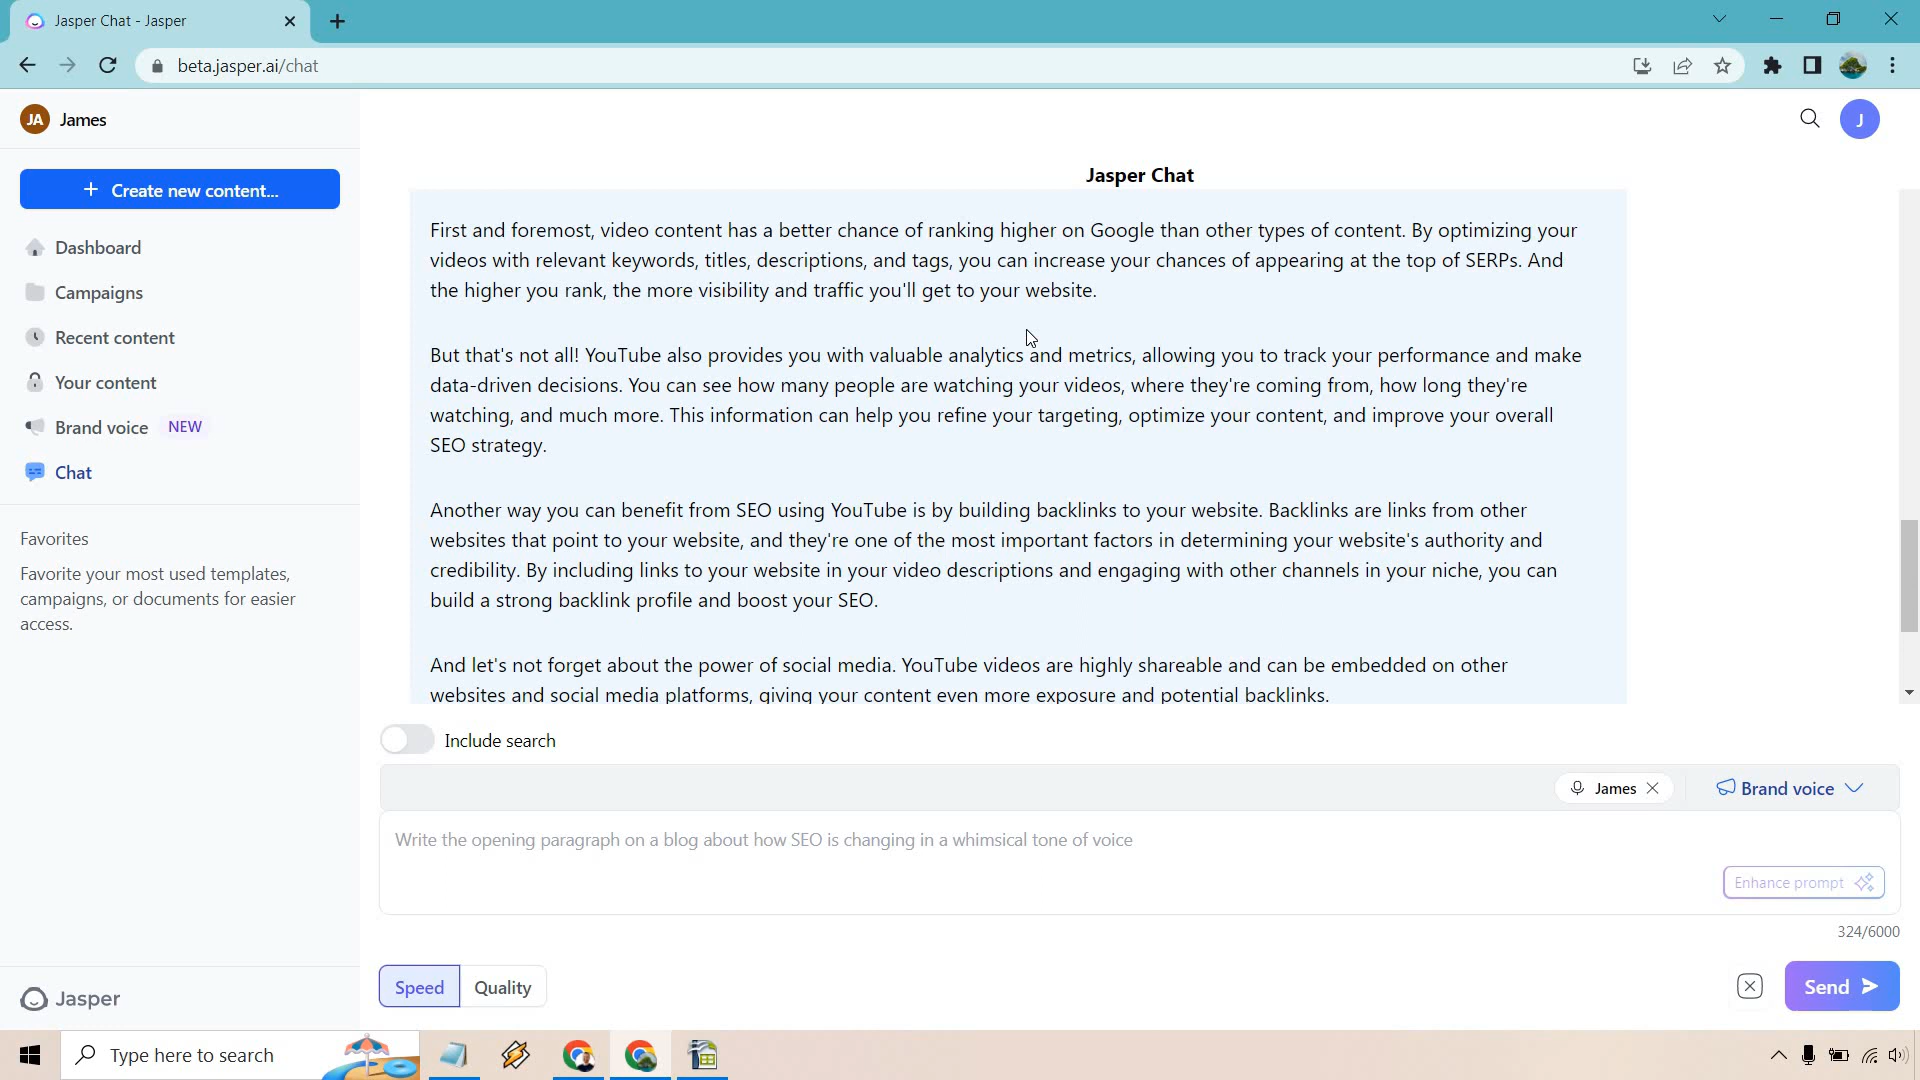 Jasper Chat - Jasper
beta.jasper.ai/chat
JA James
J
+ Create new content...
Dashboard
Campaigns
Recent content
Your content
Brand voice NEW
Chat
Favorites
Favorite your most used templates,
campaigns, or documents for easier
access.
Jasper
Jasper Chat
First and foremost, video content has a better chance of ranking higher on Google than other types of content. By optimizing your
videos with relevant keywords, titles, descriptions, and tags, you can increase your chances of appearing at the top of SERPs. And
the higher you rank, the more visibility and traffic you'll get to your website.
But that's not all! YouTube also provides you with valuable analytics and metrics, allowing you to track your performance and make
data-driven decisions. You can see how many people are watching your videos, where they're coming from, how long they're
watching, and much more. This information can help you refine your targeting, optimize your content, and improve your overall
SEO strategy.
Another way you can benefit from SEO using YouTube is by building backlinks to your website. Backlinks are links from other
websites that point to your website, and they're one of the most important factors in determining your website's authority and
credibility. By including links to your website in your video descriptions and engaging with other channels in your niche, you can
build a strong backlink profile and boost your SEO.
And let's not forget about the power of social media. YouTube videos are highly shareable and can be embedded on other
websites and social media platforms, giving your content even more exposure and potential backlinks.
Include search
James
Brand voice
Write the opening paragraph on a blog about how SEO is changing in a whimsical tone of voice
Enhance prompt
324/6000
Speed Quality
Send
Type here to search